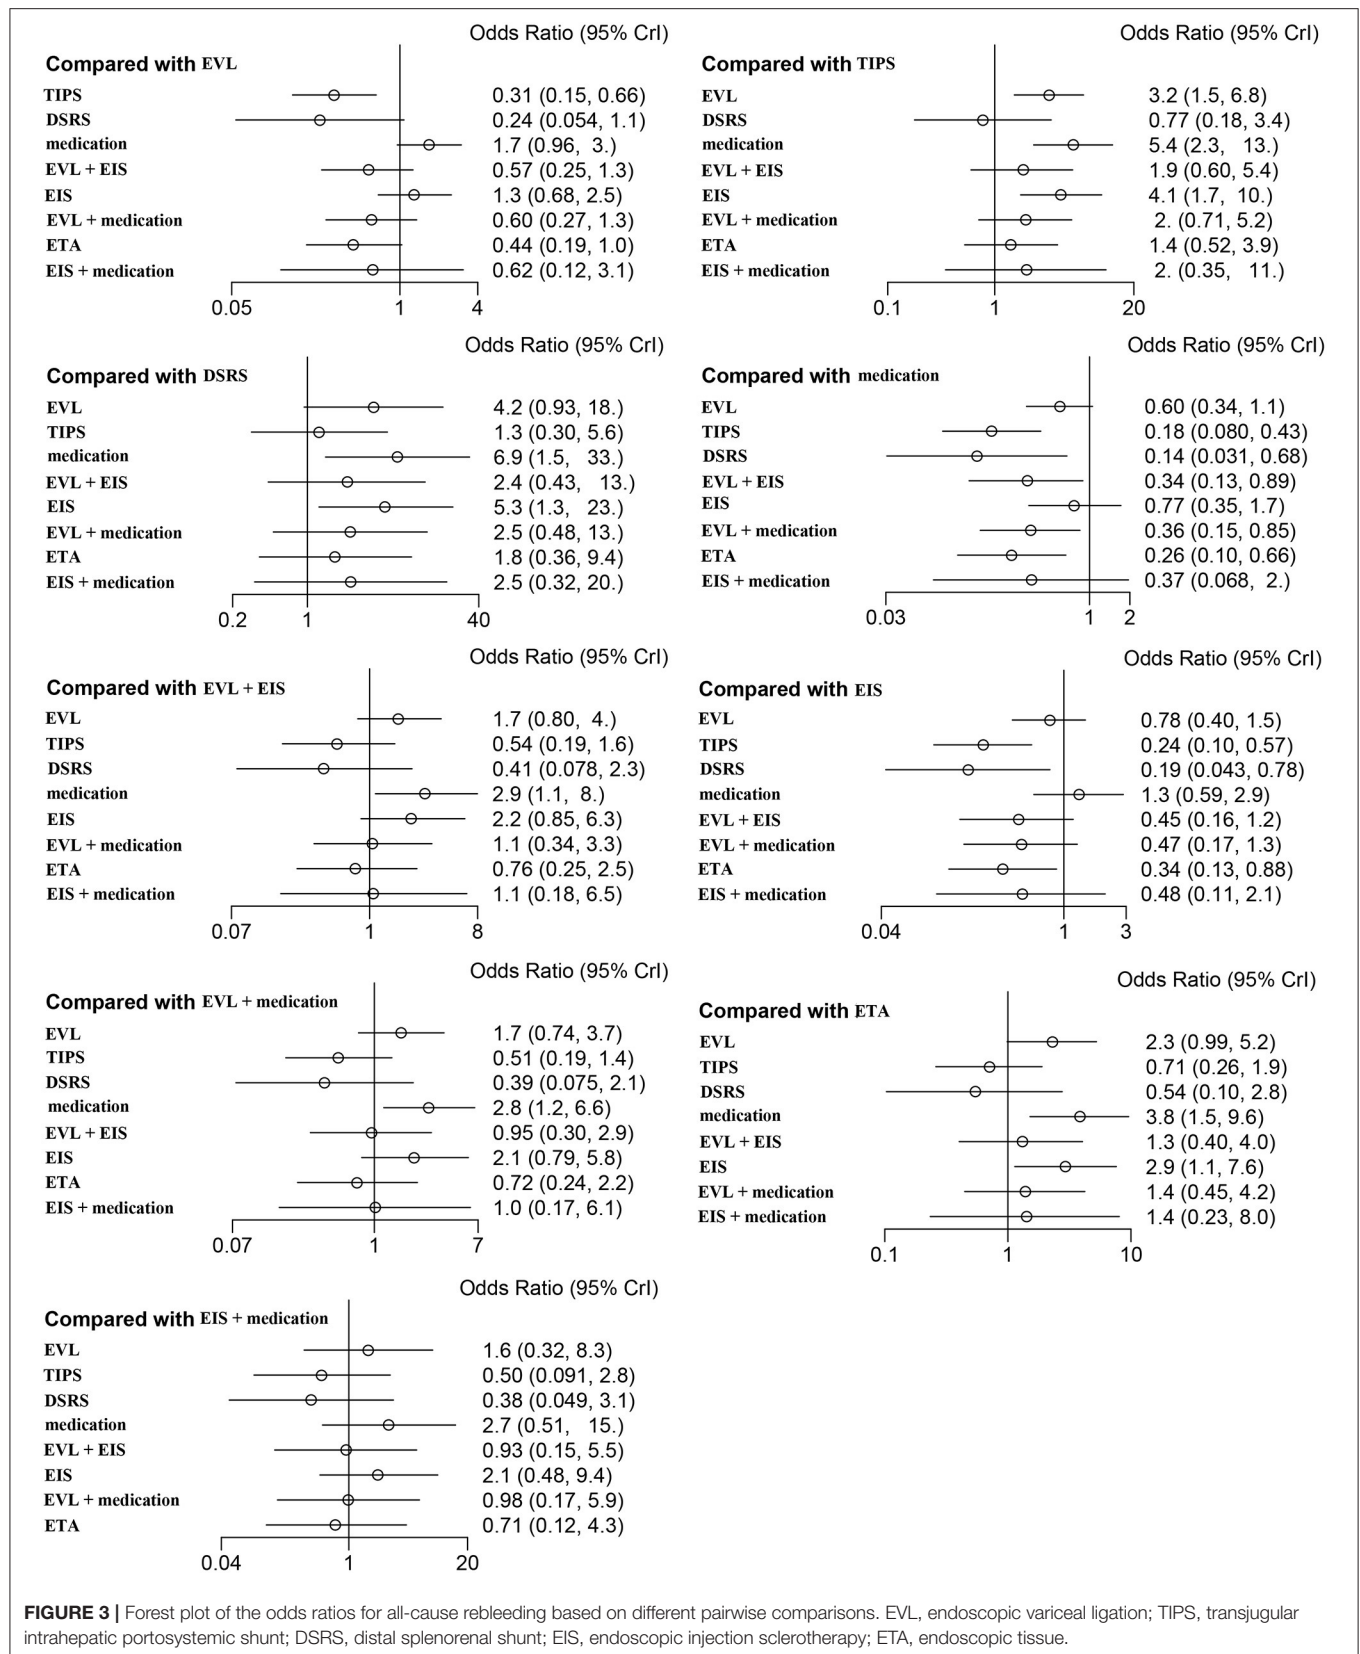 Odds Ratio (95% CrI)
Compared with EVL
TIPS 0.31 (0.15, 0.66)
DSRS 0.24 (0.054, 1.1)
medication 1.7 (0.96, 3.)
EVL + EIS 0.57 (0.25, 1.3)
EIS 1.3 (0.68, 2.5)
EVL + medication 0.60 (0.27, 1.3)
ETA 0.44 (0.19, 1.0)
EIS + medication 0.62 (0.12, 3.1)
0.05 1 4
Odds Ratio (95% CrI)
Compared with TIPS
EVL 3.2 (1.5, 6.8)
DSRS 0.77 (0.18, 3.4)
medication 5.4 (2.3, 13.)
EVL + EIS 1.9 (0.60, 5.4)
EIS 4.1 (1.7, 10.)
EVL + medication 2. (0.71, 5.2)
ETA 1.4 (0.52, 3.9)
EIS + medication 2. (0.35, 11.)
0.1 1 20
Odds Ratio (95% CrI)
Compared with DSRS
EVL 4.2 (0.93, 18.)
TIPS 1.3 (0.30, 5.6)
medication 6.9 (1.5, 33.)
EVL + EIS 2.4 (0.43, 13.)
EIS 5.3 (1.3, 23.)
EVL + medication 2.5 (0.48, 13.)
ETA 1.8 (0.36, 9.4)
EIS + medication 2.5 (0.32, 20.)
0.2 1 40
Odds Ratio (95% CrI)
Compared with medication
EVL 0.60 (0.34, 1.1)
TIPS 0.18 (0.080, 0.43)
DSRS 0.14 (0.031, 0.68)
EVL + EIS 0.34 (0.13, 0.89)
EIS 0.77 (0.35, 1.7)
EVL + medication 0.36 (0.15, 0.85)
ETA 0.26 (0.10, 0.66)
EIS + medication 0.37 (0.068, 2.)
0.03 1 2
Odds Ratio (95% CrI)
Compared with EVL + EIS
EVL 1.7 (0.80, 4.)
TIPS 0.54 (0.19, 1.6)
DSRS 0.41 (0.078, 2.3)
medication 2.9 (1.1, 8.)
EIS 2.2 (0.85, 6.3)
EVL + medication 1.1 (0.34, 3.3)
ETA 0.76 (0.25, 2.5)
EIS + medication 1.1 (0.18, 6.5)
0.07 1 8
Odds Ratio (95% CrI)
Compared with EIS
EVL 0.78 (0.40, 1.5)
TIPS 0.24 (0.10, 0.57)
DSRS 0.19 (0.043, 0.78)
medication 1.3 (0.59, 2.9)
EVL + EIS 0.45 (0.16, 1.2)
EVL + medication 0.47 (0.17, 1.3)
ETA 0.34 (0.13, 0.88)
EIS + medication 0.48 (0.11, 2.1)
0.04 1 3
Odds Ratio (95% CrI)
Compared with EVL + medication
EVL 1.7 (0.74, 3.7)
TIPS 0.51 (0.19, 1.4)
DSRS 0.39 (0.075, 2.1)
medication 2.8 (1.2, 6.6)
EVL + EIS 0.95 (0.30, 2.9)
EIS 2.1 (0.79, 5.8)
ETA 0.72 (0.24, 2.2)
EIS + medication 1.0 (0.17, 6.1)
0.07 1 7
Odds Ratio (95% CrI)
Compared with ETA
EVL 2.3 (0.99, 5.2)
TIPS 0.71 (0.26, 1.9)
DSRS 0.54 (0.10, 2.8)
medication 3.8 (1.5, 9.6)
EVL + EIS 1.3 (0.40, 4.0)
EIS 2.9 (1.1, 7.6)
EVL + medication 1.4 (0.45, 4.2)
EIS + medication 1.4 (0.23, 8.0)
0.1 1 10
Odds Ratio (95% CrI)
Compared with EIS + medication
EVL 1.6 (0.32, 8.3)
TIPS 0.50 (0.091, 2.8)
DSRS 0.38 (0.049, 3.1)
medication 2.7 (0.51, 15.)
EVL + EIS 0.93 (0.15, 5.5)
EIS 2.1 (0.48, 9.4)
EVL + medication 0.98 (0.17, 5.9)
ETA 0.71 (0.12, 4.3)
0.04 1 20
FIGURE 3 | Forest plot of the odds ratios for all-cause rebleeding based on different pairwise comparisons. EVL, endoscopic variceal ligation; TIPS, transjugular
intrahepatic portosystemic shunt; DSRS, distal splenorenal shunt; EIS, endoscopic injection sclerotherapy; ETA, endoscopic tissue.